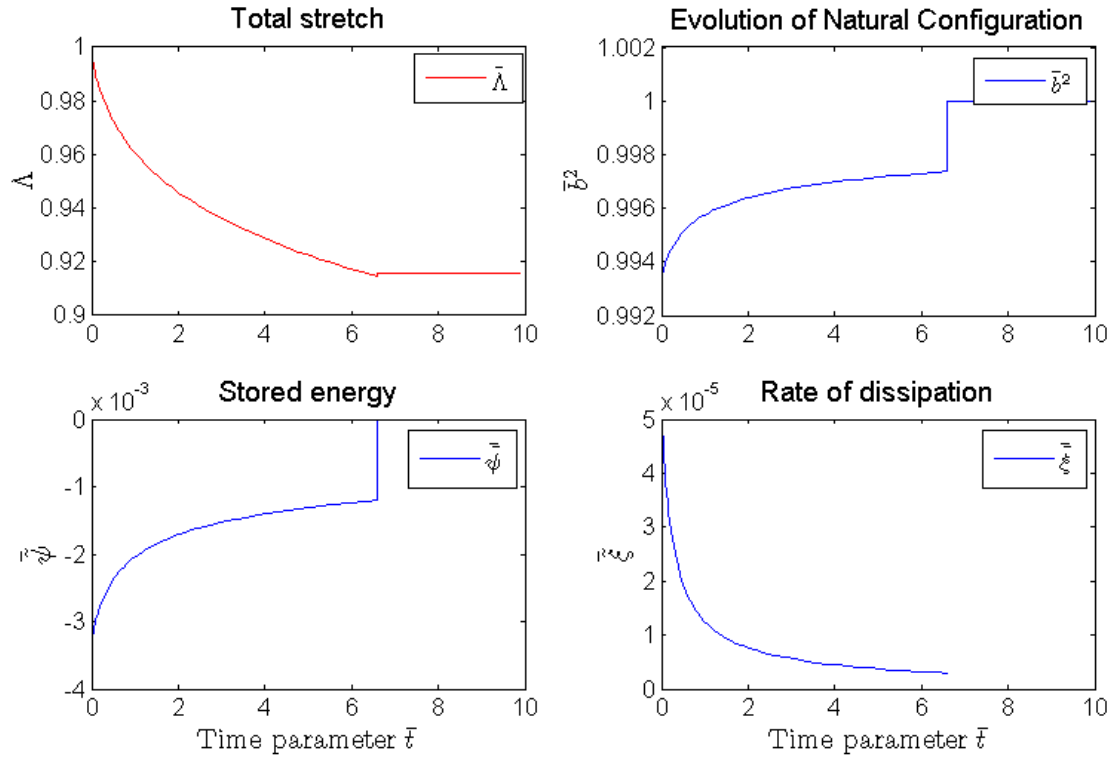 Total stretch
1
0.98
0.96
0.94
0.92
0.9
Λ
Λ̄
0 2 4 6 8 10
Evolution of Natural Configuration
1.002
1
0.998
0.996
0.994
0.992
b̄²
b̄²
0 2 4 6 8 10
Stored energy
x 10⁻³
0
-1
-2
-3
-4
ψ̄
ψ̄
0 2 4 6 8 10
Time parameter t̄
Rate of dissipation
x 10⁻⁵
5
4
3
2
1
0
ξ̄
ξ̄
0 2 4 6 8 10
Time parameter t̄